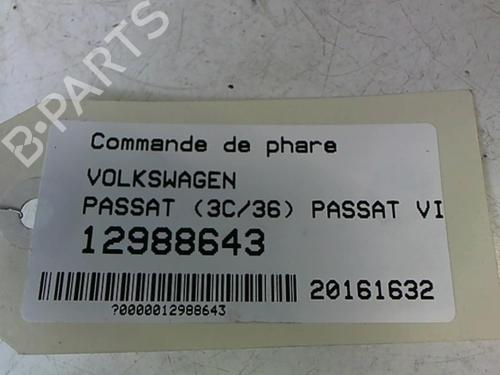 B-PARTS
Commande de phare
VOLKSWAGEN
PASSAT (3C/36) PASSAT VI
12988643
20161632
?0000012988643